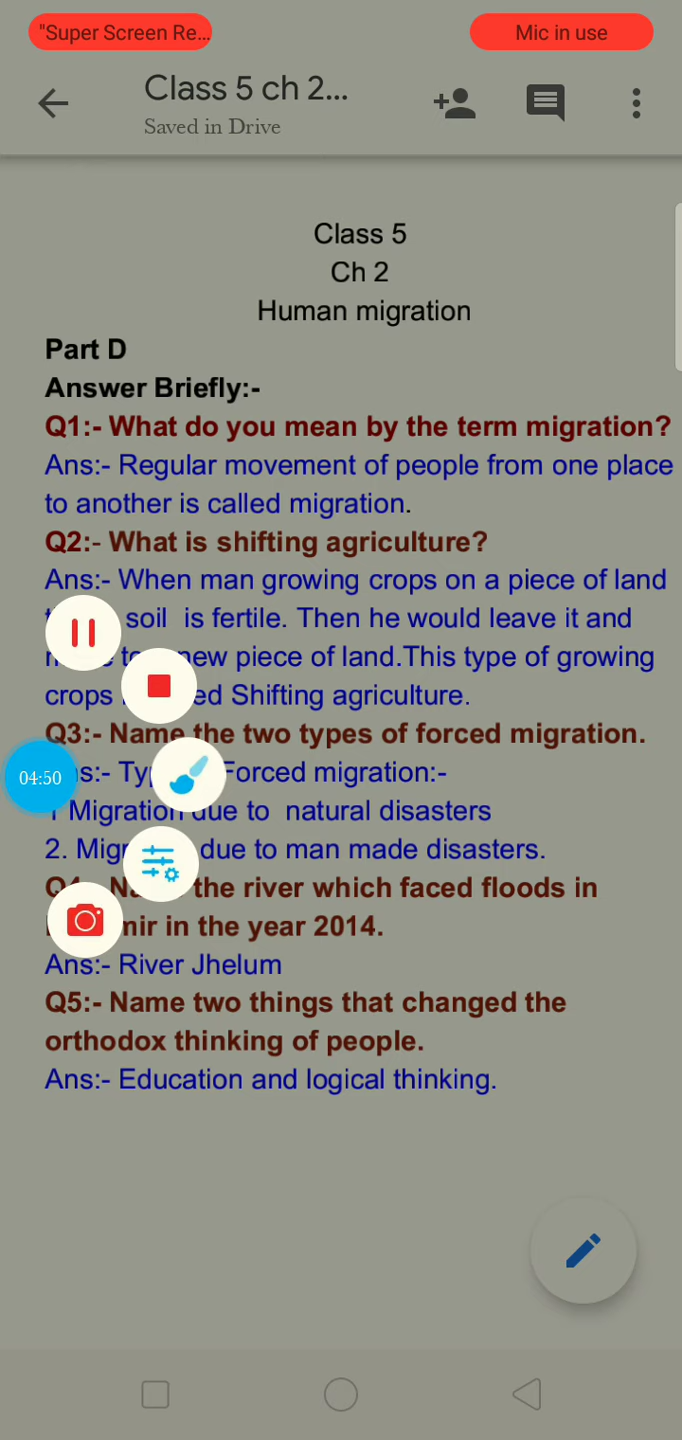 "Super Screen Re...
Mic in use
Class 5 ch 2...
Saved in Drive
Class 5
Ch 2
Human migration
Part D
Answer Briefly:-
Q1:- What do you mean by the term migration?
Ans:- Regular movement of people from one place
to another is called migration.
Q2:- What is shifting agriculture?
Ans:- When man growing crops on a piece of land
soil is fertile. Then he would leave it and
new piece of land.This type of growing
crops Shifting agriculture.
Q3:- Name the two types of forced migration.
Forced migration:-
1 Migration due to natural disasters
04:50
2. due to man made disasters.
the river which faced floods in
in the year 2014.
Ans:- River Jhelum
Q5:- Name two things that changed the
orthodox thinking of people.
Ans:- Education and logical thinking.